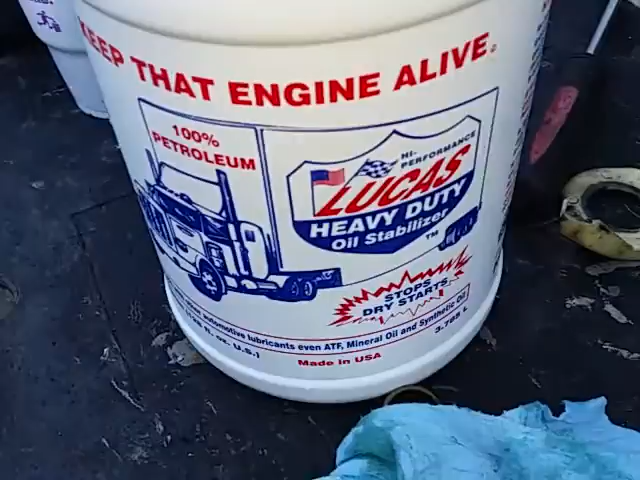 KEEP THAT ENGINE ALIVE.
100%
PETROLEUM
HI-
PERFORMANCE
LUCAS
HEAVY DUTY
Oil Stabilizer
TM
STOPS
DRY STARTS
automotive lubricants even ATF, Mineral Oil and Synthetic Oil
fl. oz. U.S.)
3.785 L
Made in USA